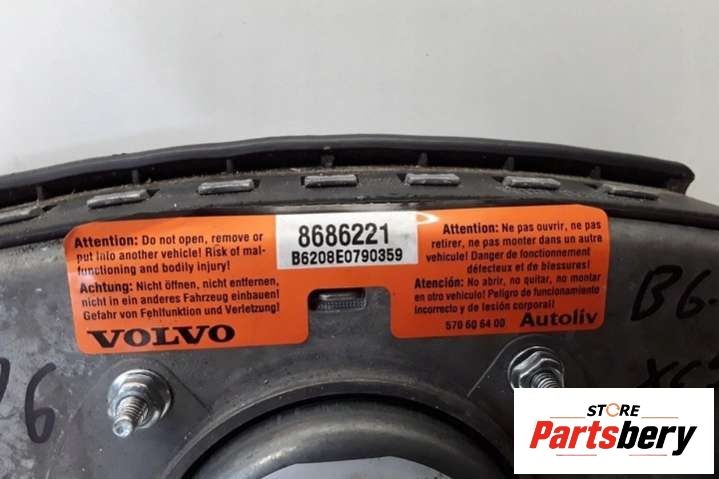 Attention: Do not open, remove or
put into another vehicle! Risk of mal-
functioning and bodily injury!
Achtung: Nicht öffnen, nicht entfernen,
nicht in ein anderes Fahrzeug einbauen!
Gefahr von Fehlfunktion und Verletzung!
VOLVO
8686221
B6208E0790359
Attention: Ne pas ouvrir, ne pas
retirer, ne pas monter dans un autre
vehicule! Danger de fonctionnement
défecteux et de blessures!
Atención: No abrir, no quitar, no montar
en otro vehículo! Peligro de funcionamiento
incorrecto y de lesión corporal!
570 60 64 00 Autoliv
STORE
Partsbery